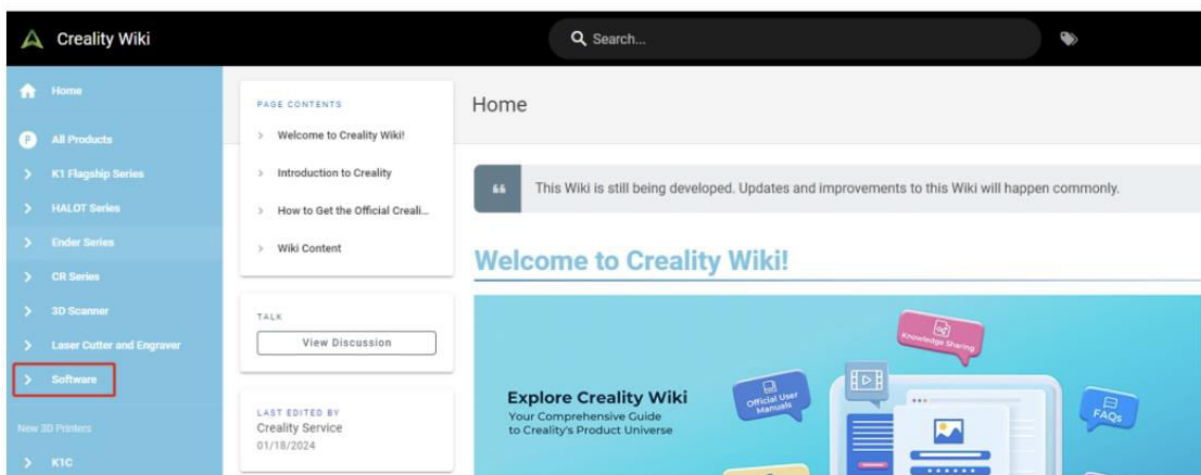 Creality Wiki
Search...
Home
All Products
K1 Flagship Series
HALOT Series
Ender Series
CR Series
3D Scanner
Laser Cutter and Engraver
Software
New 3D Printers
K1C
PAGE CONTENTS
Welcome to Creality Wiki!
Introduction to Creality
How to Get the Official Creali...
Wiki Content
TALK
View Discussion
LAST EDITED BY
Creality Service
01/18/2024
Home
This Wiki is still being developed. Updates and improvements to this Wiki will happen commonly.
Welcome to Creality Wiki!
Explore Creality Wiki
Your Comprehensive Guide
to Creality's Product Universe
Knowledge Sharing
Official User
Manuals
FAQs